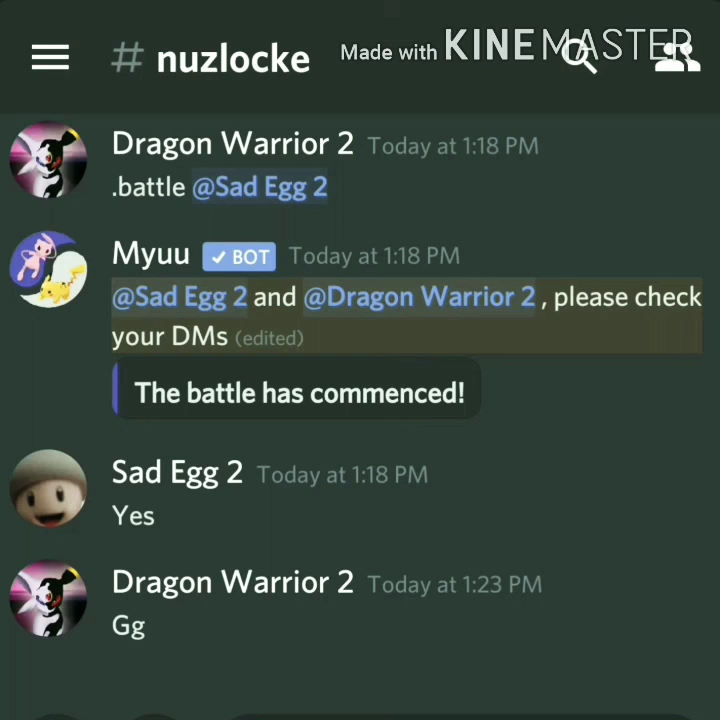 # nuzlocke Made with KINEMASTER
Dragon Warrior 2 Today at 1:18 PM
.battle @Sad Egg 2
Myuu ✔ BOT Today at 1:18 PM
@Sad Egg 2 and @Dragon Warrior 2 , please check
your DMs (edited)
The battle has commenced!
Sad Egg 2 Today at 1:18 PM
Yes
Dragon Warrior 2 Today at 1:23 PM
Gg